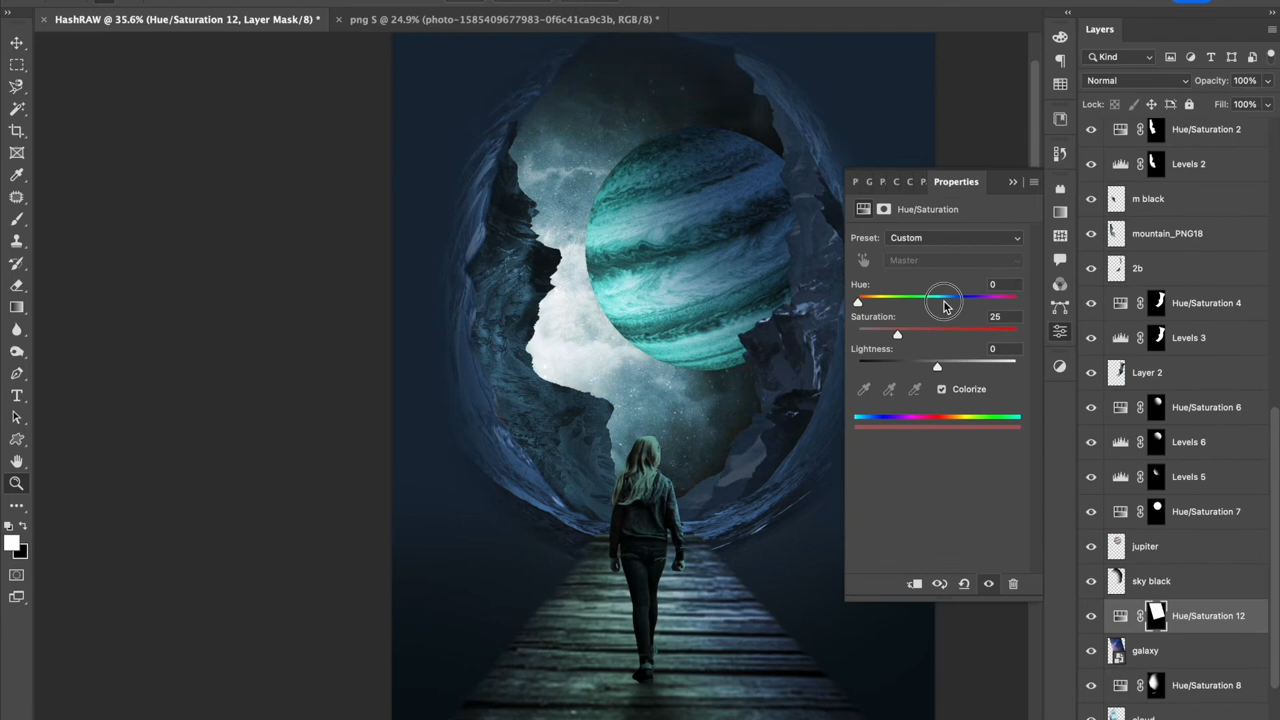 HashRAW @ 35.6% (Hue/Saturation 12, Layer Mask/8) *
png S @ 24.9% (photo-1585409677983-0f6c41ca9c3b, RGB/8) *
Layers
Kind
Normal
Opacity: 100%
Lock:
Fill: 100%
Hue/Saturation 2
Levels 2
m black
mountain_PNG18
2b
Hue/Saturation 4
Levels 3
Layer 2
Hue/Saturation 6
Levels 6
Levels 5
Hue/Saturation 7
jupiter
sky black
Hue/Saturation 12
galaxy
Hue/Saturation 8
P G P C C P Properties
Hue/Saturation
Preset: Custom
Master
Hue: 0
Saturation: 25
Lightness: 0
Colorize